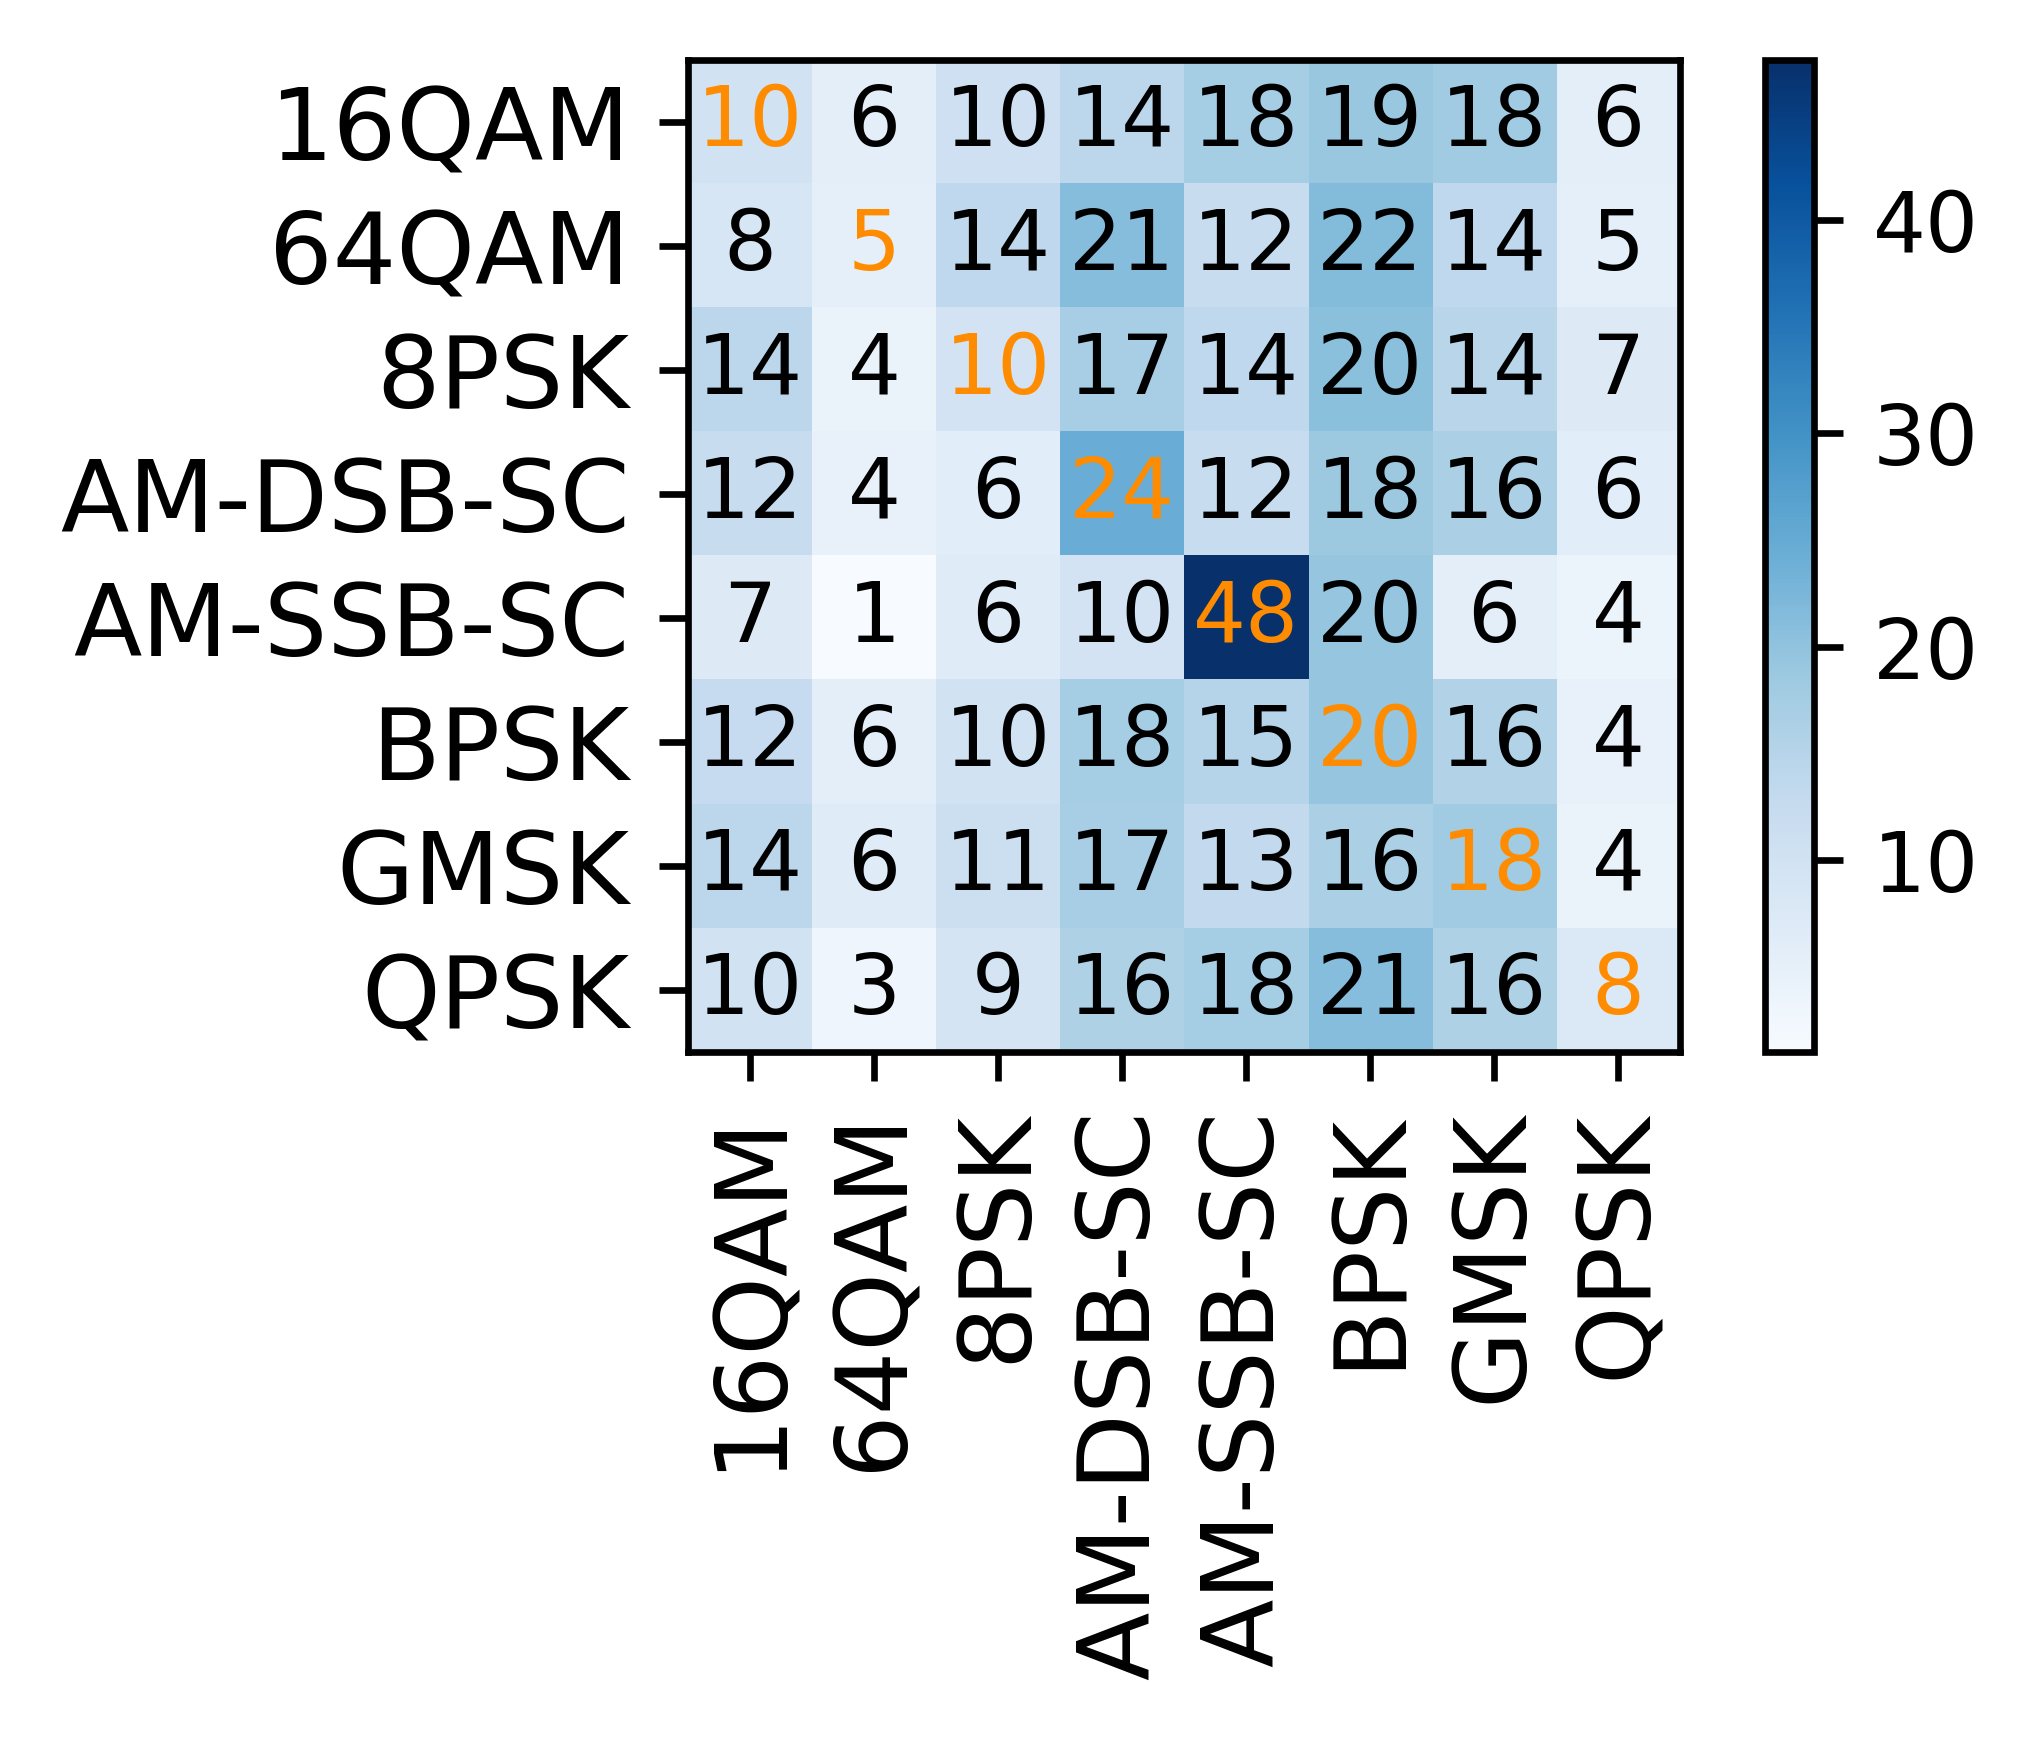 16QAM 10 6 10 14 18 19 18 6
64QAM 8 5 14 21 12 22 14 5
8PSK 14 4 10 17 14 20 14 7
AM-DSB-SC 12 4 6 24 12 18 16 6
AM-SSB-SC 7 1 6 10 48 20 6 4
BPSK 12 6 10 18 15 20 16 4
GMSK 14 6 11 17 13 16 18 4
QPSK 10 3 9 16 18 21 16 8
16QAM
64QAM
8PSK
AM-DSB-SC
AM-SSB-SC
BPSK
GMSK
QPSK
40
30
20
10